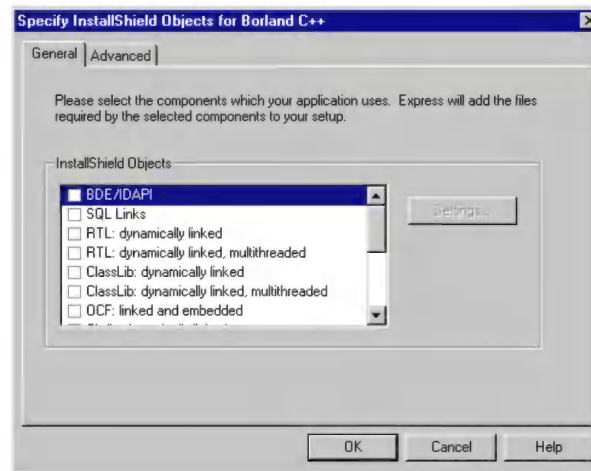 Specify InstallShield Objects for Borland C++
General
Advanced
Please select the components which your application uses. Express will add the files
required by the selected components to your setup.
InstallShield Objects
BDE/IDAPI
SQL Links
RTL: dynamically linked
RTL: dynamically linked, multithreaded
ClassLib: dynamically linked
ClassLib: dynamically linked, multithreaded
OCF: linked and embedded
Settings...
OK
Cancel
Help